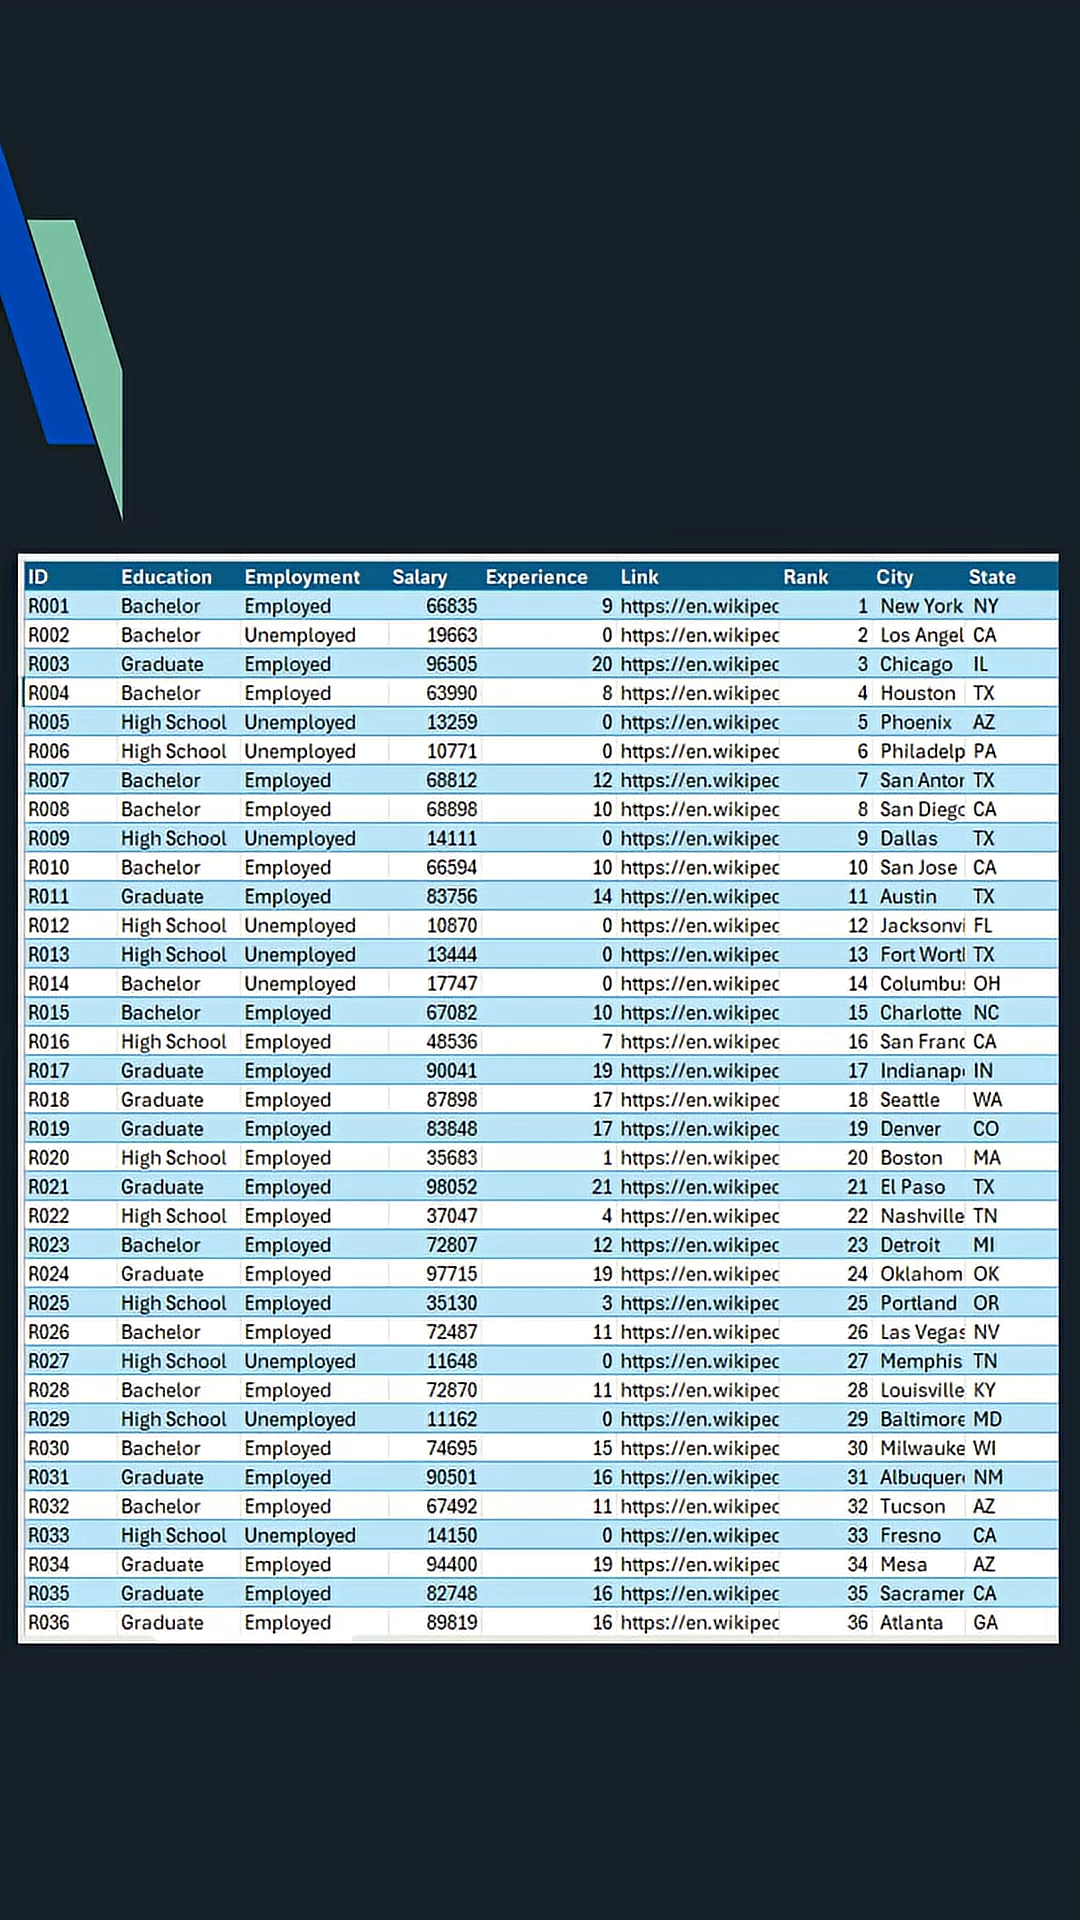 ID Education Employment Salary Experience Link Rank City State
R001 Bachelor Employed 66835 9 https://en.wikipec 1 New York NY
R002 Bachelor Unemployed 19663 0 https://en.wikipec 2 Los Angel CA
R003 Graduate Employed 96505 20 https://en.wikipec 3 Chicago IL
R004 Bachelor Employed 63990 8 https://en.wikipec 4 Houston TX
R005 High School Unemployed 13259 0 https://en.wikipec 5 Phoenix AZ
R006 High School Unemployed 10771 0 https://en.wikipec 6 Philadelp PA
R007 Bachelor Employed 68812 12 https://en.wikipec 7 San Antor TX
R008 Bachelor Employed 68898 10 https://en.wikipec 8 San Diego CA
R009 High School Unemployed 14111 0 https://en.wikipec 9 Dallas TX
R010 Bachelor Employed 66594 10 https://en.wikipec 10 San Jose CA
R011 Graduate Employed 83756 14 https://en.wikipec 11 Austin TX
R012 High School Unemployed 10870 0 https://en.wikipec 12 Jacksonvi FL
R013 High School Unemployed 13444 0 https://en.wikipec 13 Fort Wort TX
R014 Bachelor Unemployed 17747 0 https://en.wikipec 14 Columbu OH
R015 Bachelor Employed 67082 10 https://en.wikipec 15 Charlotte NC
R016 High School Employed 48536 7 https://en.wikipec 16 San Franc CA
R017 Graduate Employed 90041 19 https://en.wikipec 17 Indianap IN
R018 Graduate Employed 87898 17 https://en.wikipec 18 Seattle WA
R019 Graduate Employed 83848 17 https://en.wikipec 19 Denver CO
R020 High School Employed 35683 1 https://en.wikipec 20 Boston MA
R021 Graduate Employed 98052 21 https://en.wikipec 21 El Paso TX
R022 High School Employed 37047 4 https://en.wikipec 22 Nashville TN
R023 Bachelor Employed 72807 12 https://en.wikipec 23 Detroit MI
R024 Graduate Employed 97715 19 https://en.wikipec 24 Oklahom OK
R025 High School Employed 35130 3 https://en.wikipec 25 Portland OR
R026 Bachelor Employed 72487 11 https://en.wikipec 26 Las Vegas NV
R027 High School Unemployed 11648 0 https://en.wikipec 27 Memphis TN
R028 Bachelor Employed 72870 11 https://en.wikipec 28 Louisville KY
R029 High School Unemployed 11162 0 https://en.wikipec 29 Baltimore MD
R030 Bachelor Employed 74695 15 https://en.wikipec 30 Milwauke WI
R031 Graduate Employed 90501 16 https://en.wikipec 31 Albuquer NM
R032 Bachelor Employed 67492 11 https://en.wikipec 32 Tucson AZ
R033 High School Unemployed 14150 0 https://en.wikipec 33 Fresno CA
R034 Graduate Employed 94400 19 https://en.wikipec 34 Mesa AZ
R035 Graduate Employed 82748 16 https://en.wikipec 35 Sacramer CA
R036 Graduate Employed 89819 16 https://en.wikipec 36 Atlanta GA